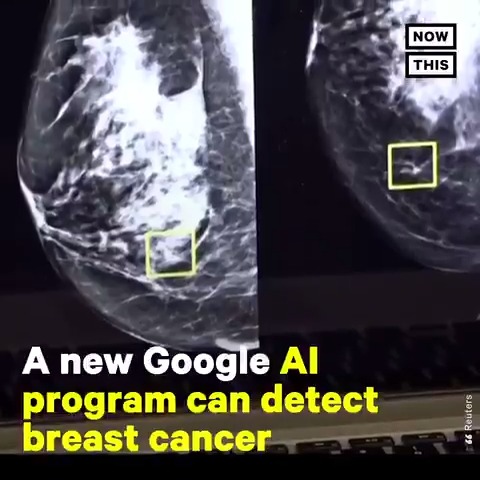 NOW
THIS
A new Google AI
program can detect
breast cancer
Reuters